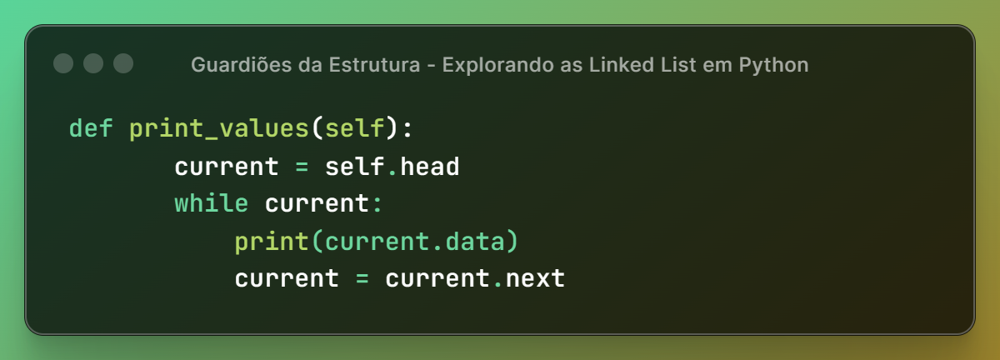 Guardiões da Estrutura - Explorando as Linked List em Python
def print_values(self):
        current = self.head
        while current:
            print(current.data)
            current = current.next